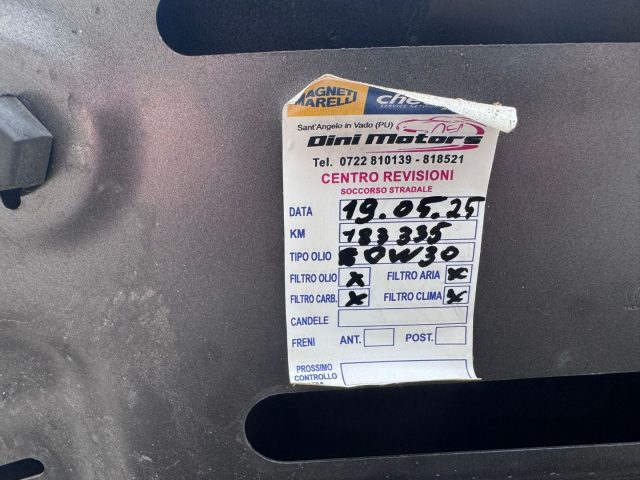 MAGNETI MARELLI
Sant'Angelo in Vado (PU)
Dini Motors
Tel. 0722 810139 - 818521
CENTRO REVISIONI
SOCCORSO STRADALE
DATA 19.05.25
KM 183335
TIPO OLIO 0W30
FILTRO OLIO X FILTRO ARIA X
FILTRO CARB. X FILTRO CLIMA X
CANDELE
FRENI ANT. POST.
PROSSIMO
CONTROLLO